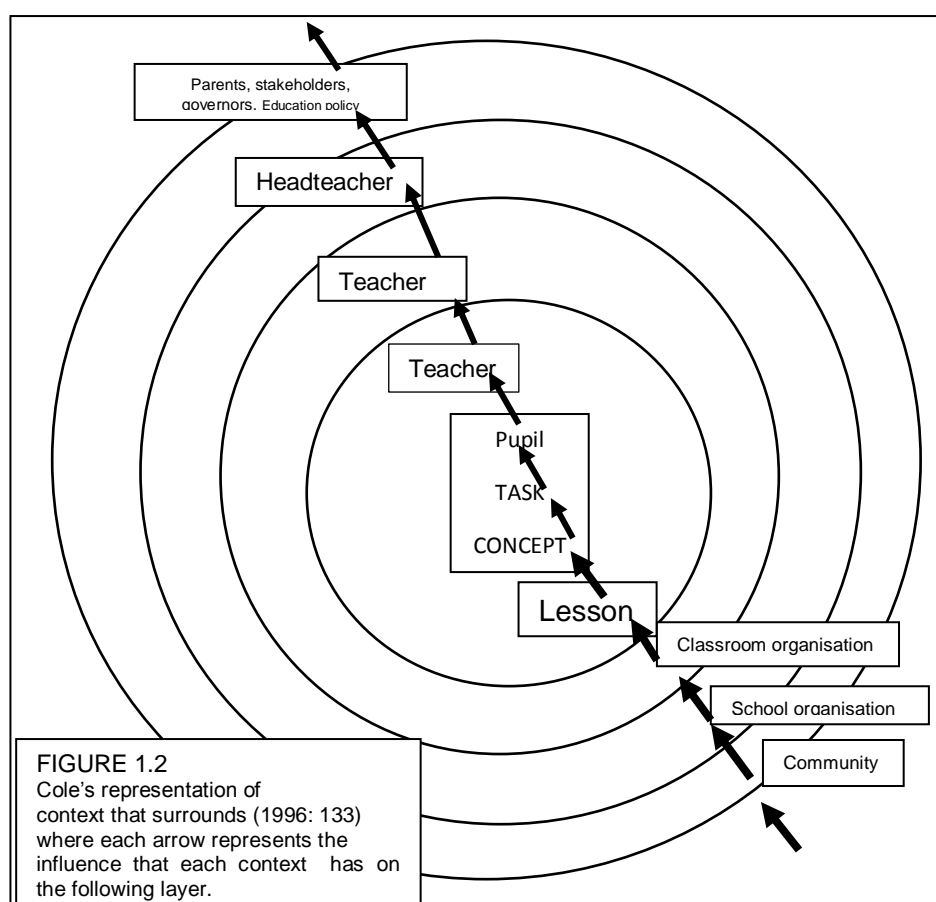 Parents, stakeholders,
governors. Education policy
Headteacher
Teacher
Teacher
Pupil
TASK
CONCEPT
Lesson
Classroom organisation
School organisation
Community
FIGURE 1.2
Cole’s representation of
context that surrounds (1996: 133)
where each arrow represents the
influence that each context has on
the following layer.